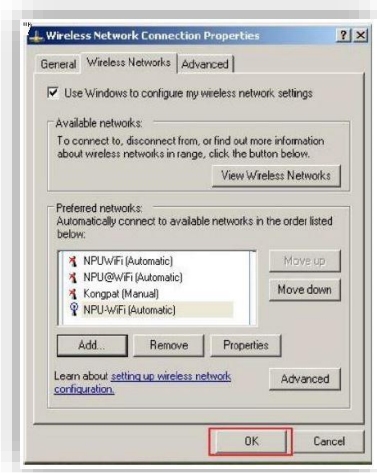 Wireless Network Connection Properties
General Wireless Networks Advanced
Use Windows to configure my wireless network settings
Available networks:
To connect to, disconnect from, or find out more information
about wireless networks in range, click the button below.
View Wireless Networks
Preferred networks:
Automatically connect to available networks in the order listed
below:
NPUWiFi (Automatic)
NPU@WiFi (Automatic)
Kongpat (Manual)
NPU-WiFi (Automatic)
Move up
Move down
Add... Remove Properties
Learn about setting up wireless network
configuration.
Advanced
OK Cancel